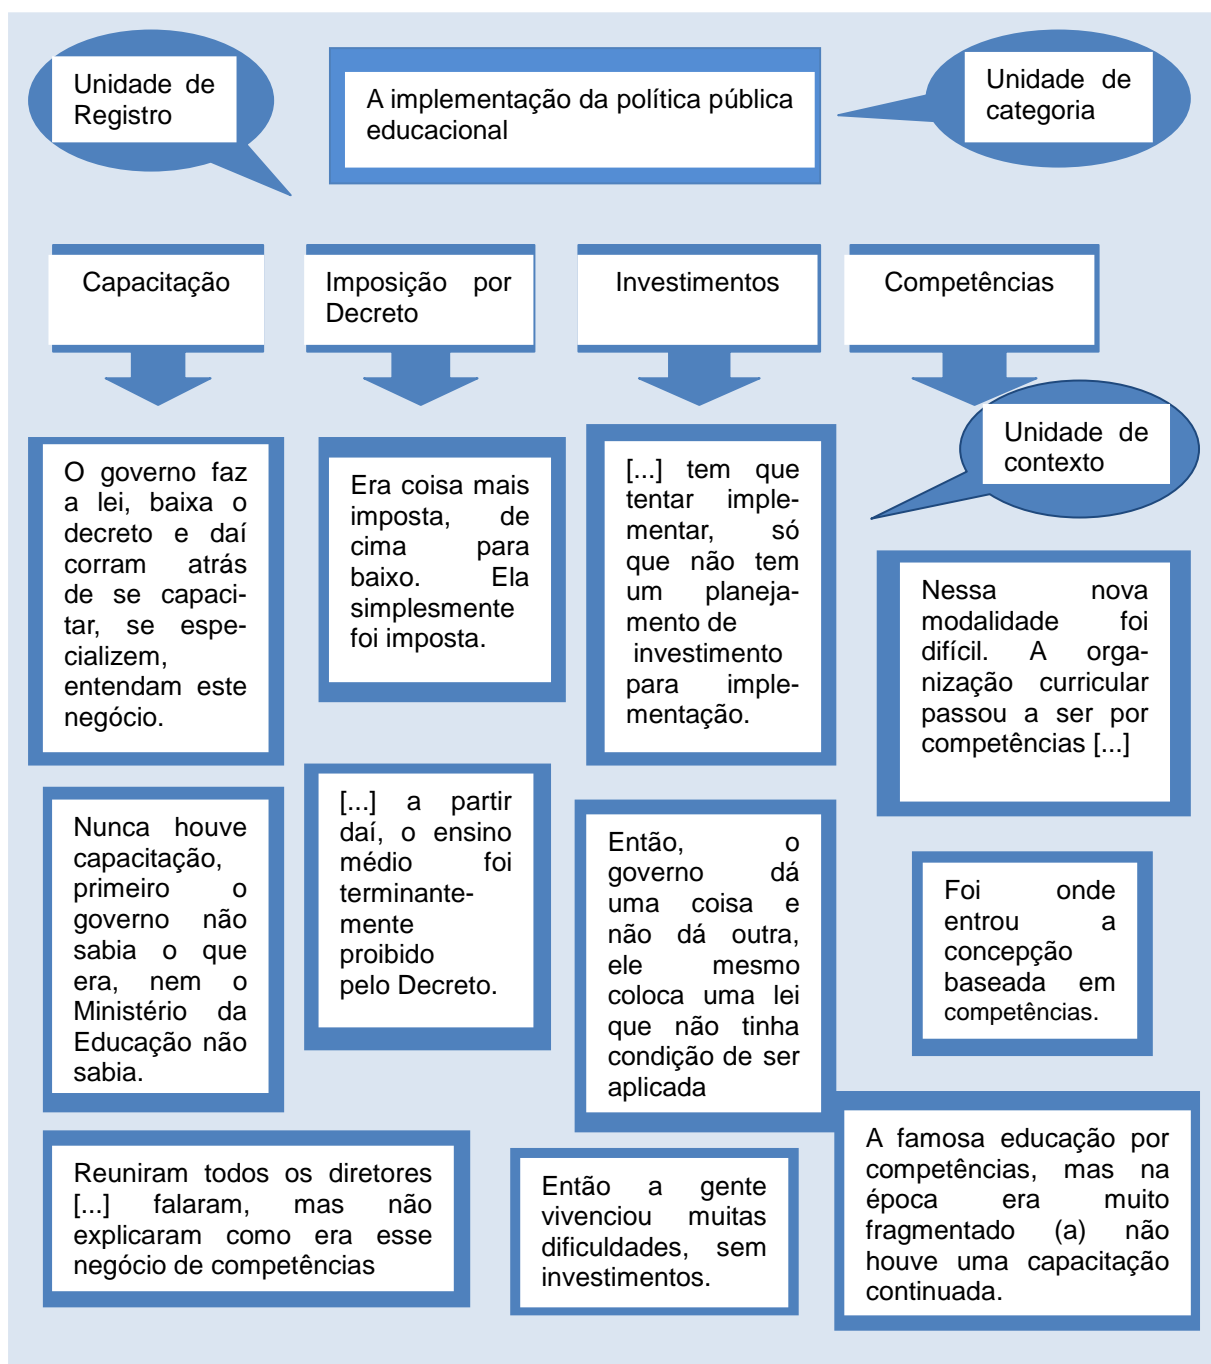 Unidade de
Registro
A implementação da política pública
educacional
Unidade de
categoria
Capacitação
Imposição por
Decreto
Investimentos
Competências
Unidade de
contexto
O governo faz
a lei, baixa o
decreto e daí
corram atrás
de se capaci-
tar, se espe-
cializem,
entendam este
negócio.
Nunca houve
capacitação,
primeiro o
governo não
sabia o que
era, nem o
Ministério da
Educação não
sabia.
Reuniram todos os diretores
[...] falaram, mas não
explicaram como era esse
negócio de competências
Era coisa mais
imposta, de
cima para
baixo. Ela
simplesmente
foi imposta.
[...] a partir
daí, o ensino
médio foi
terminante-
mente
proibido
pelo Decreto.
[...] tem que
tentar imple-
mentar, só
que não tem
um planeja-
mento de
investimento
para imple-
mentação.
Então, o
governo dá
uma coisa e
não dá outra,
ele mesmo
coloca uma lei
que não tinha
condição de ser
aplicada
Então a gente
vivenciou muitas
dificuldades, sem
investimentos.
Nessa nova
modalidade foi
difícil. A orga-
nização curricular
passou a ser por
competências [...]
Foi onde
entrou a
concepção
baseada em
competências.
A famosa educação por
competências, mas na
época era muito
fragmentado (a) não
houve uma capacitação
continuada.